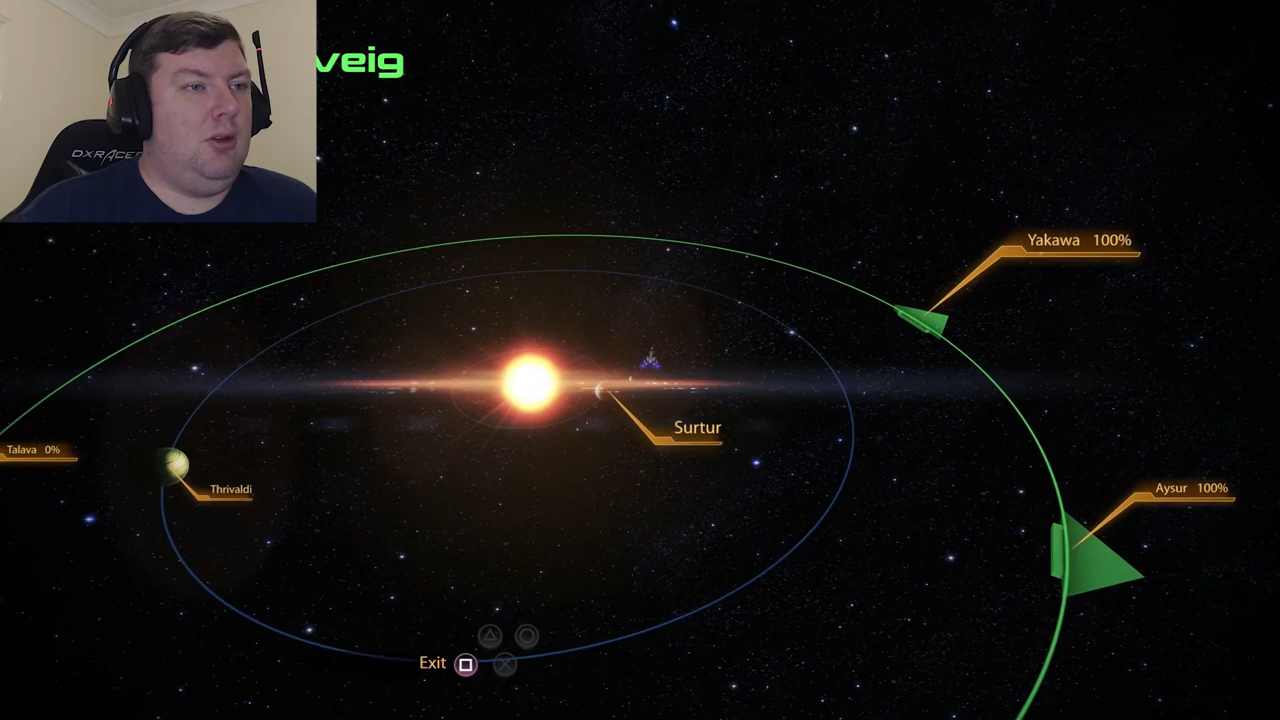 veig
DXRACER
Yakawa 100%
Surtur
Talava 0%
Thrivaldi
Aysur 100%
Exit